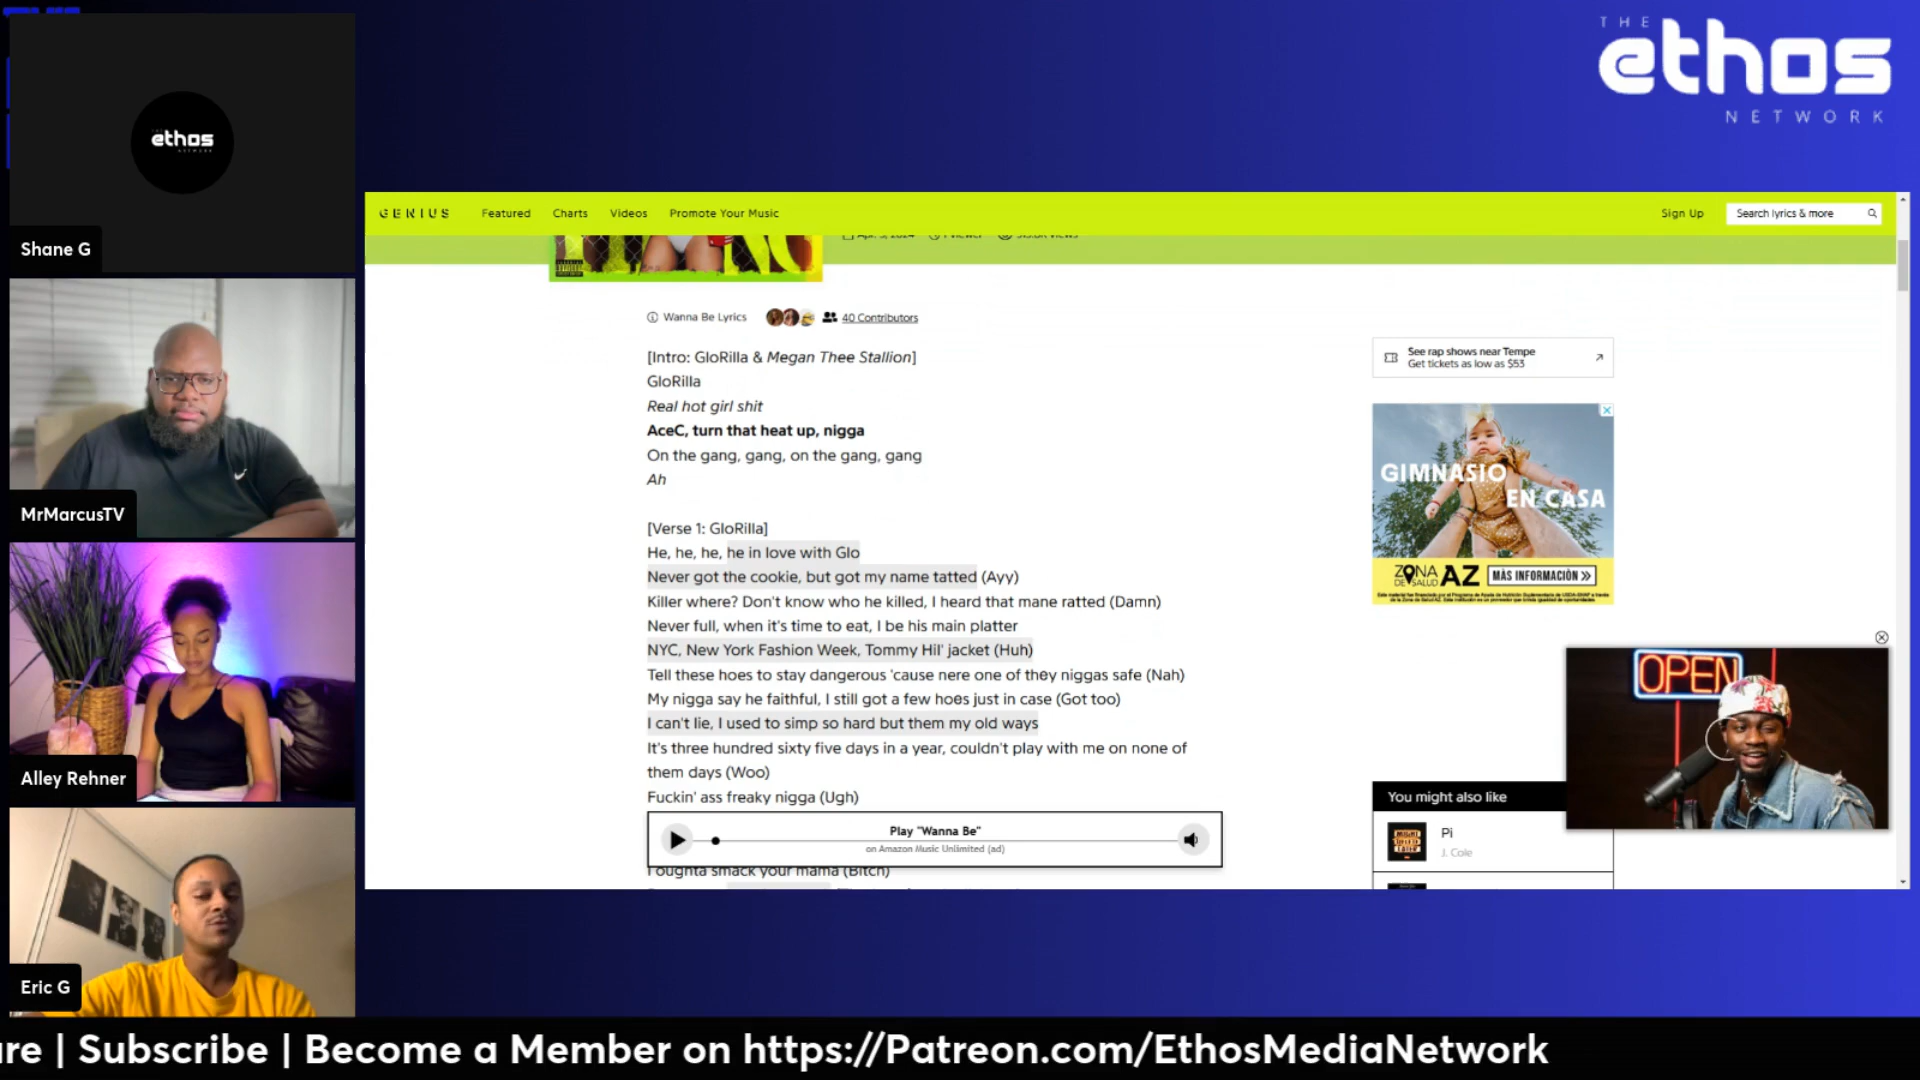 THE
ethos
NETWORK
ethos
Shane G
MrMarcusTV
Alley Rehner
Eric G
GENIUS
Featured
Charts
Videos
Promote Your Music
Sign Up
Search lyrics & more
Wanna Be Lyrics
40 Contributors
[Intro: GloRilla & Megan Thee Stallion]
GloRilla
Real hot girl shit
AceC, turn that heat up, nigga
On the gang, gang, on the gang, gang
Ah
[Verse 1: GloRilla]
He, he, he, he in love with Glo
Never got the cookie, but got my name tatted (Ayy)
Killer where? Don't know who he killed, I heard that mane ratted (Damn)
Never full, when it's time to eat, I be his main platter
NYC, New York Fashion Week, Tommy Hil' jacket (Huh)
Tell these hoes to stay dangerous 'cause nere one of they niggas safe (Nah)
My nigga say he faithful, I still got a few hoes just in case (Got too)
I can't lie, I used to simp so hard but them my old ways
It's three hundred sixty five days in a year, couldn't play with me on none of
them days (Woo)
Fuckin' ass freaky nigga (Ugh)
Play "Wanna Be"
on Amazon Music Unlimited (ad)
I oughta smack your mama (Bitch)
See rap shows near Tempe
Get tickets as low as $53
GIMNASIO
EN CASA
ZONA
DE SALUD
AZ
MÁS INFORMACIÓN »
OPEN
You might also like
Pi
J. Cole
are | Subscribe | Become a Member on https://Patreon.com/EthosMediaNetwork